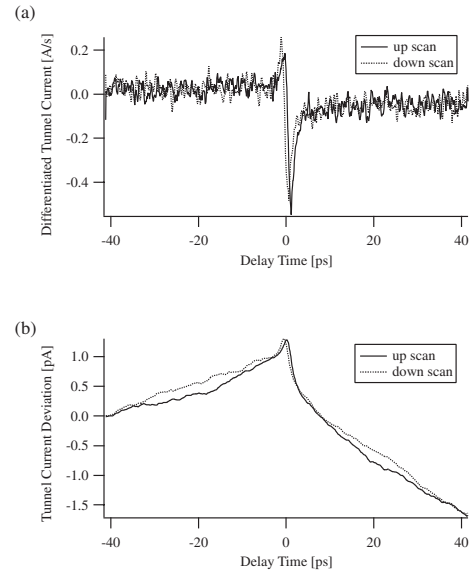 (a)
Differentiated Tunnel Current [A/s]
0.2
0.0
-0.2
-0.4
up scan
down scan
-40
-20
0
20
40
Delay Time [ps]
(b)
Tunnel Current Deviation [pA]
1.0
0.5
0.0
-0.5
-1.0
-1.5
up scan
down scan
-40
-20
0
20
40
Delay Time [ps]